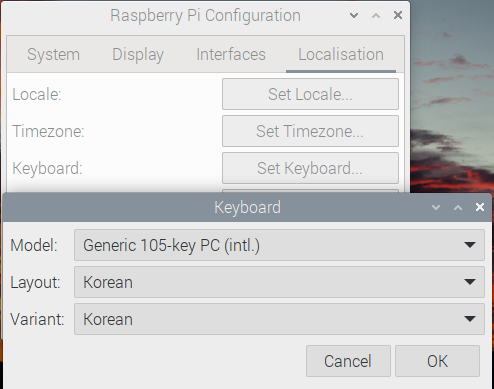 Raspberry Pi Configuration
System Display Interfaces Localisation
Locale: Set Locale...
Timezone: Set Timezone...
Keyboard: Set Keyboard...
Keyboard
Model: Generic 105-key PC (intl.)
Layout: Korean
Variant: Korean
Cancel OK